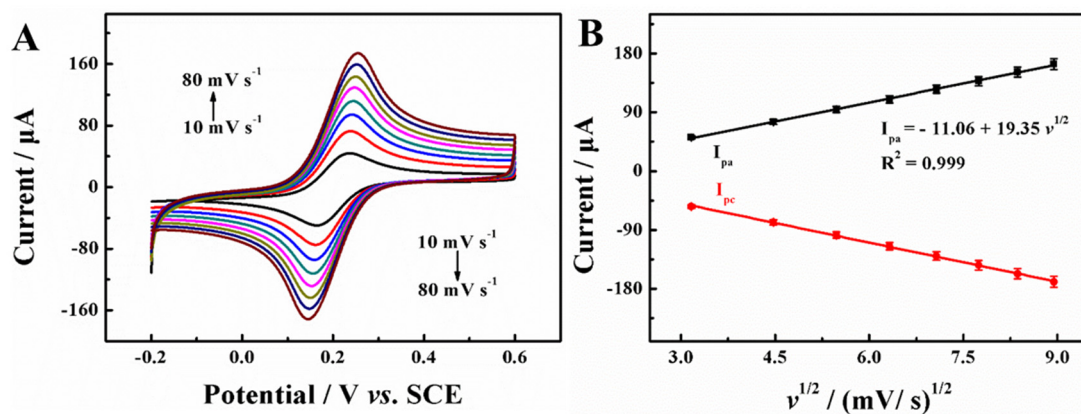 A
80 mV s⁻¹
10 mV s⁻¹
10 mV s⁻¹
80 mV s⁻¹
Current / μA
160
80
0
-80
-160
-0.2 0.0 0.2 0.4 0.6
Potential / V vs. SCE
B
Iₚₐ = - 11.06 + 19.35 v^1/2
R² = 0.999
Iₚₐ
Iₚ꜀
Current / μA
180
90
0
-90
-180
3.0 4.5 6.0 7.5 9.0
v^1/2 / (mV/ s)^1/2